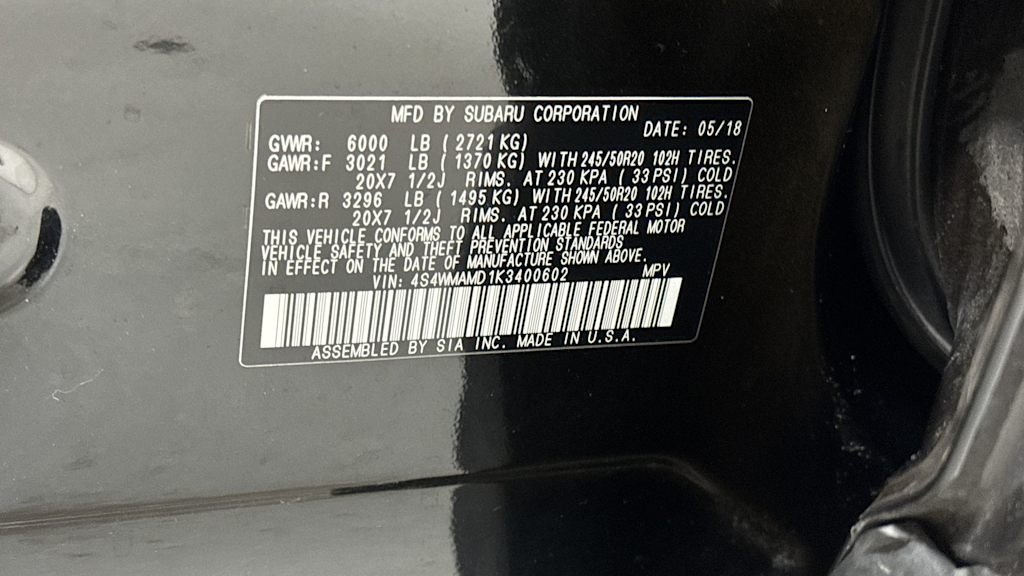 MFD BY SUBARU CORPORATION
DATE: 05/18
GVWR: 6000 LB ( 2721 KG)
GAWR:F 3021 LB ( 1370 KG) WITH 245/50R20 102H TIRES.
20X7 1/2J RIMS. AT 230 KPA ( 33 PSI) COLD
GAWR:R 3296 LB ( 1495 KG) WITH 245/50R20 102H TIRES.
20X7 1/2J RIMS. AT 230 KPA ( 33 PSI) COLD
THIS VEHICLE CONFORMS TO ALL APPLICABLE FEDERAL MOTOR
VEHICLE SAFETY AND THEFT PREVENTION STANDARDS
IN EFFECT ON THE DATE OF MANUFACTURE SHOWN ABOVE.
VIN: 4S4WMAMD1K3400602 MPV
ASSEMBLED BY SIA INC. MADE IN U.S.A.